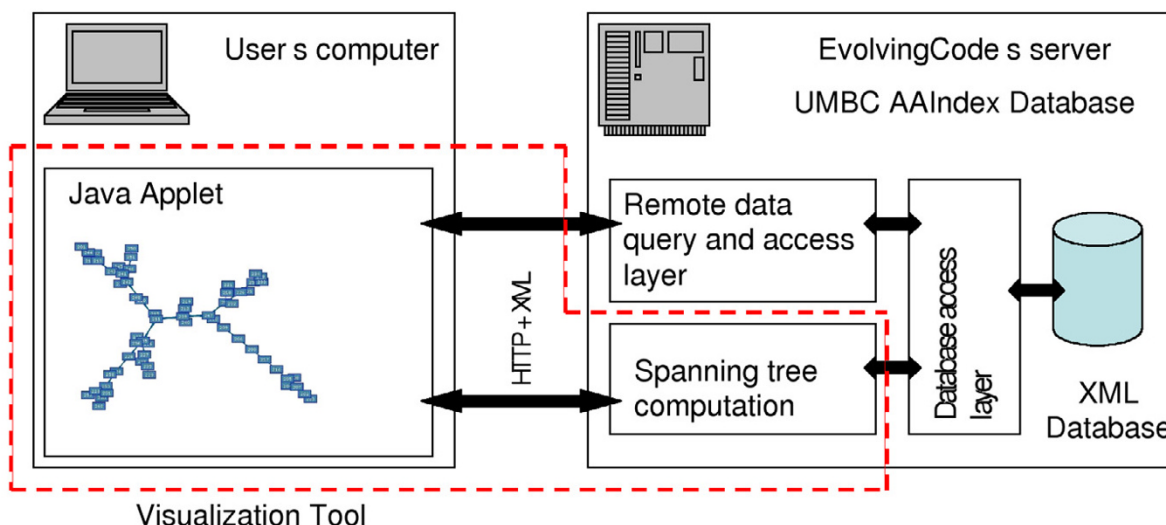 User s computer
EvolvingCode s server
UMBC AAIndex Database
Java Applet
Remote data
query and access
layer
HTTP+XML
Spanning tree
computation
Database access
layer
XML
Database
Visualization Tool